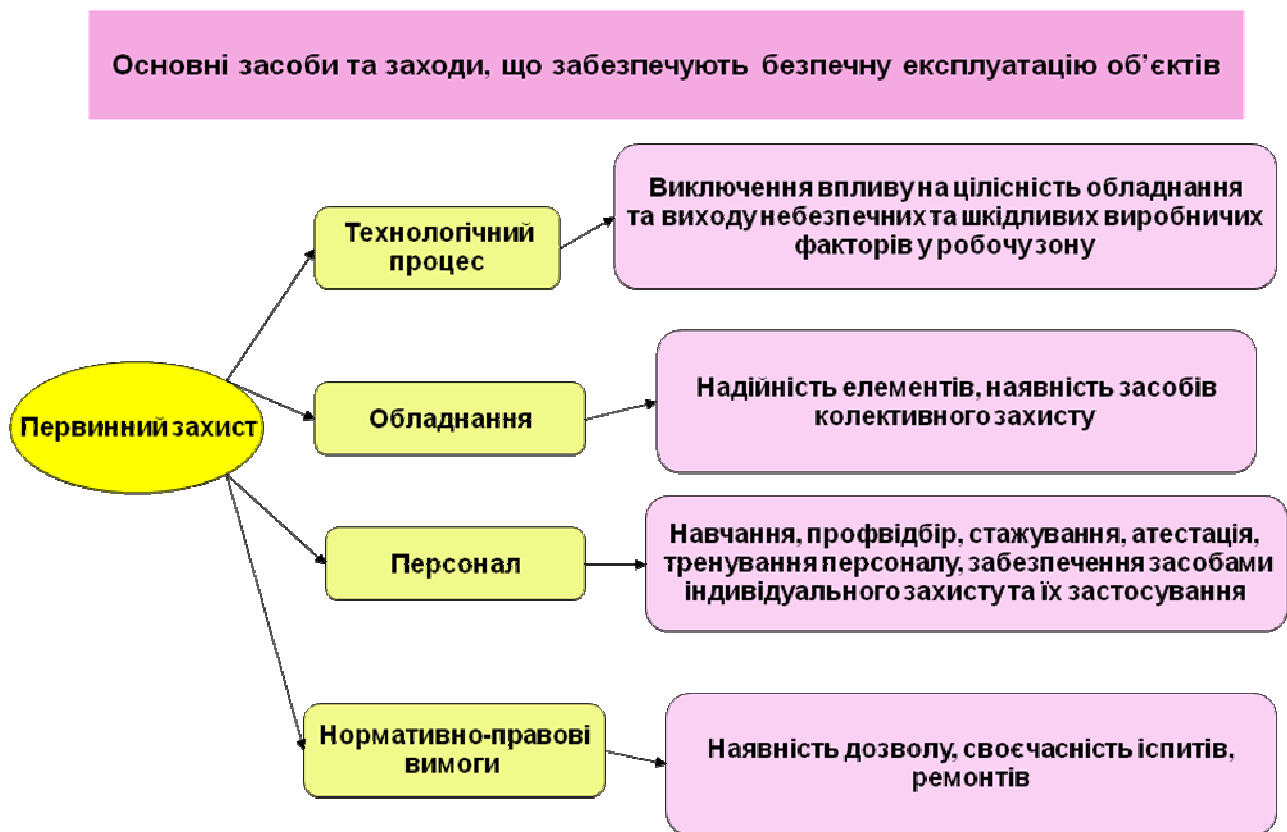 Основні засоби та заходи, що забезпечують безпечну експлуатацію об’єктів
Виключення впливу на цілісність обладнання
та виходу небезпечних та шкідливих виробничих
факторів у робочу зону
Технологічний
процес
Надійність елементів, наявність засобів
колективного захисту
Обладнання
Первинний захист
Навчання, профвідбір, стажування, атестація,
тренування персоналу, забезпечення засобами
індивідуального захисту та їх застосування
Персонал
Нормативно-правові
вимоги
Наявність дозволу, своєчасність іспитів,
ремонтів